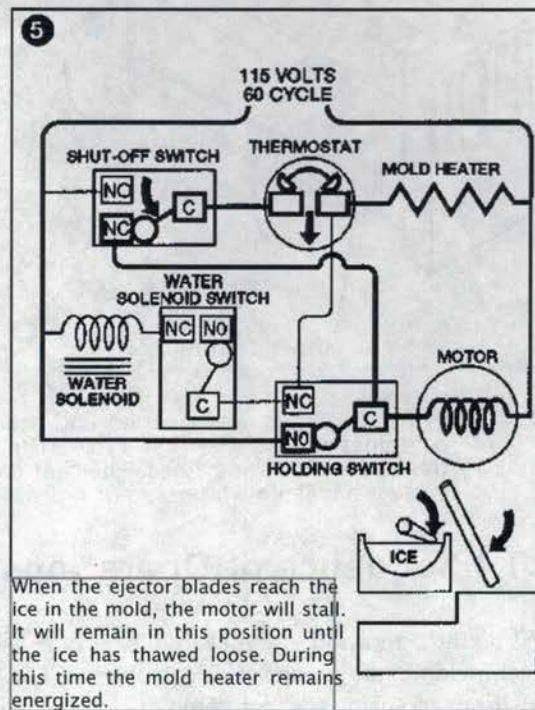 5
115 VOLTS
60 CYCLE
SHUT-OFF SWITCH
THERMOSTAT
MOLD HEATER
NC
C
NC
WATER
SOLENOID SWITCH
NC NO
MOTOR
WATER
SOLENOID
C
NC
C
NO
HOLDING SWITCH
ICE
When the ejector blades reach the
ice in the mold, the motor will stall.
It will remain in this position until
the ice has thawed loose. During
this time the mold heater remains
energized.